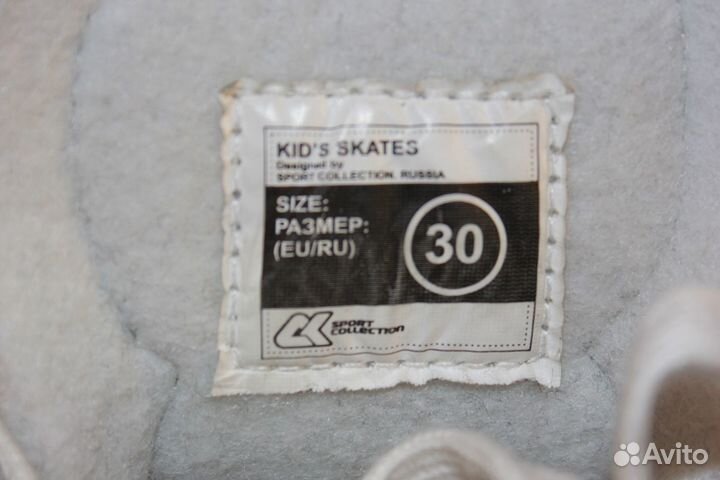 KID'S SKATES
Designed by
SPORT COLLECTION, RUSSIA
SIZE:
РАЗМЕР:
(EU/RU)
30
SPORT
COLLECTION
Avito